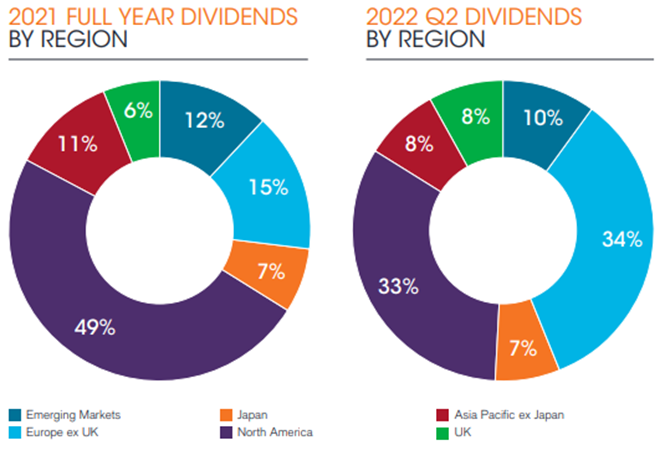 2021 FULL YEAR DIVIDENDS
BY REGION
6%
12%
15%
7%
49%
11%
2022 Q2 DIVIDENDS
BY REGION
8%
10%
34%
7%
33%
8%
Emerging Markets
Europe ex UK
Japan
North America
Asia Pacific ex Japan
UK